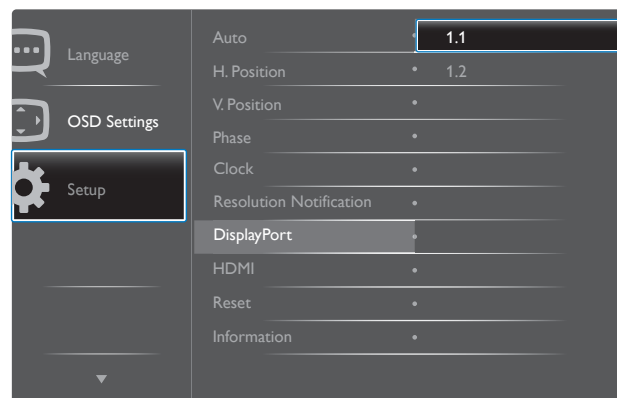 Language
OSD Settings
Setup
Auto
H. Position
V. Position
Phase
Clock
Resolution Notification
DisplayPort
HDMI
Reset
Information
1.1
1.2